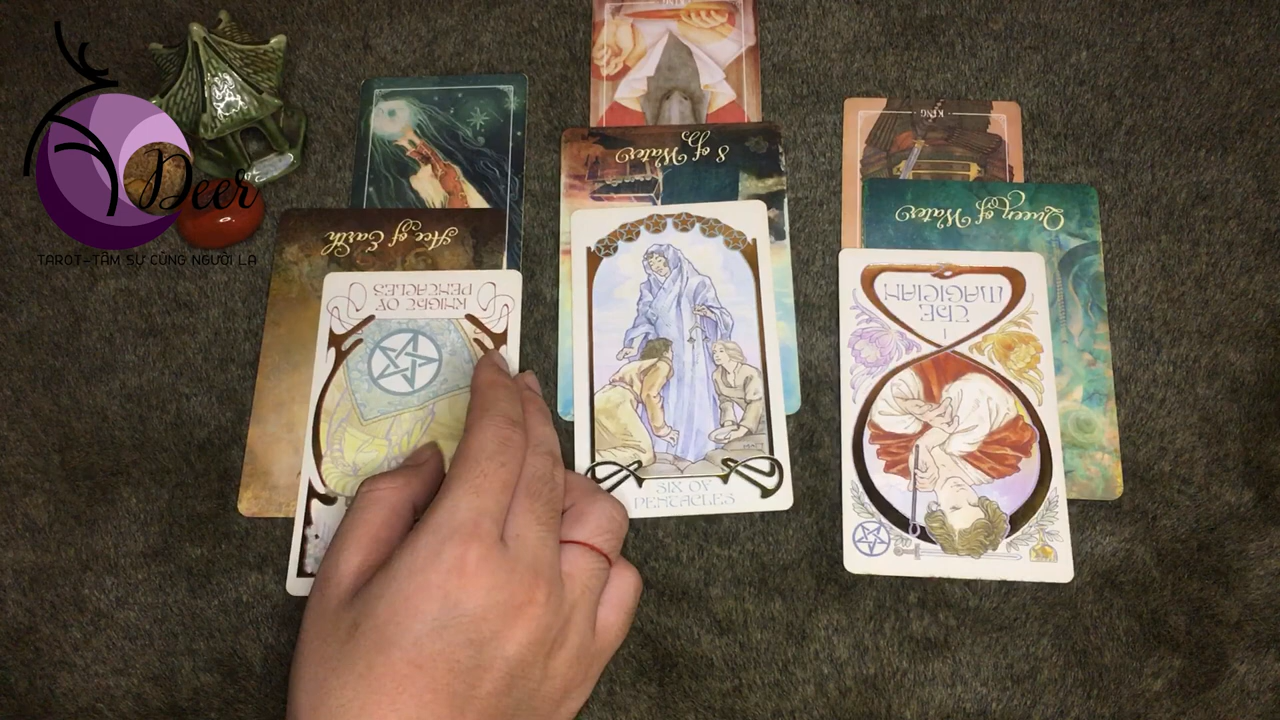 Deer
TAROT-TÂM SỰ CÙNG NGƯỜI LẠ
KING
KING
8 of Water
Queen of Water
Ace of Earth
KNIGHT OF
PENTACLES
THE
MAGICIAN
I
SIX OF
PENTACLES